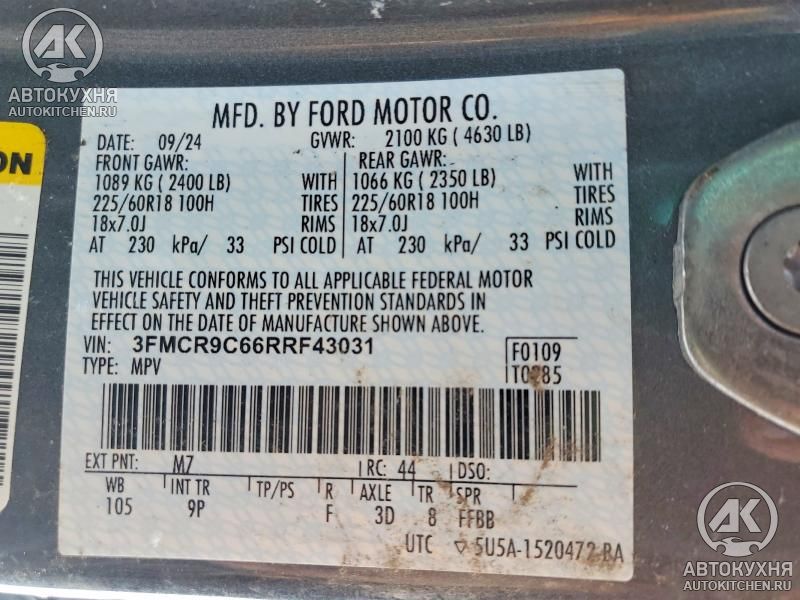 АК
АВТОКУХНЯ
AUTOKITCHEN.RU
ON
MFD. BY FORD MOTOR CO.
DATE: 09/24 GVWR: 2100 KG ( 4630 LB)
FRONT GAWR: REAR GAWR:
1089 KG (2400 LB) WITH 1066 KG ( 2350 LB) WITH
225/60R18 100H TIRES 225/60R18 100H TIRES
18x7.0J RIMS 18x7.0J RIMS
AT 230 kPa/ 33 PSI COLD AT 230 kPa/ 33 PSI COLD
THIS VEHICLE CONFORMS TO ALL APPLICABLE FEDERAL MOTOR
VEHICLE SAFETY AND THEFT PREVENTION STANDARDS IN
EFFECT ON THE DATE OF MANUFACTURE SHOWN ABOVE.
VIN: 3FMCR9C66RRF43031 F0109
TYPE: MPV T0285
EXT PNT: M7 RC: 44 DSO:
WB INT TR TP/PS R AXLE TR SPR
105 9P F 3D 8 FFBB
UTC ▽ 5U5A-1520472-BA
АК
АВТОКУХНЯ
AUTOKITCHEN.RU